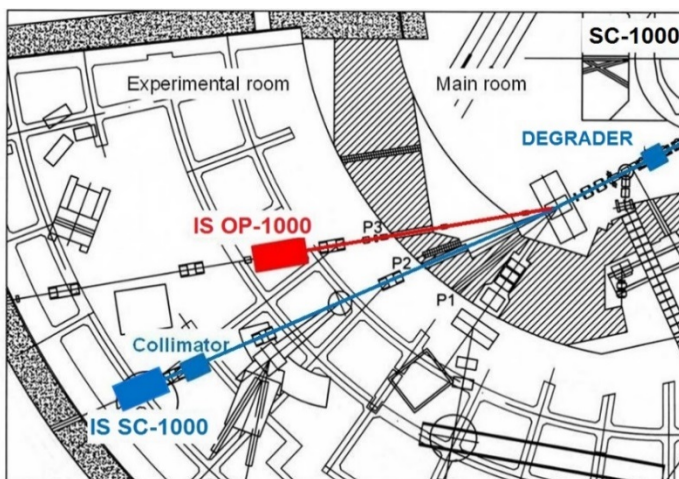 SC-1000
Experimental room
Main room
DEGRADER
IS OP-1000
P3
P2
P1
Collimator
IS SC-1000